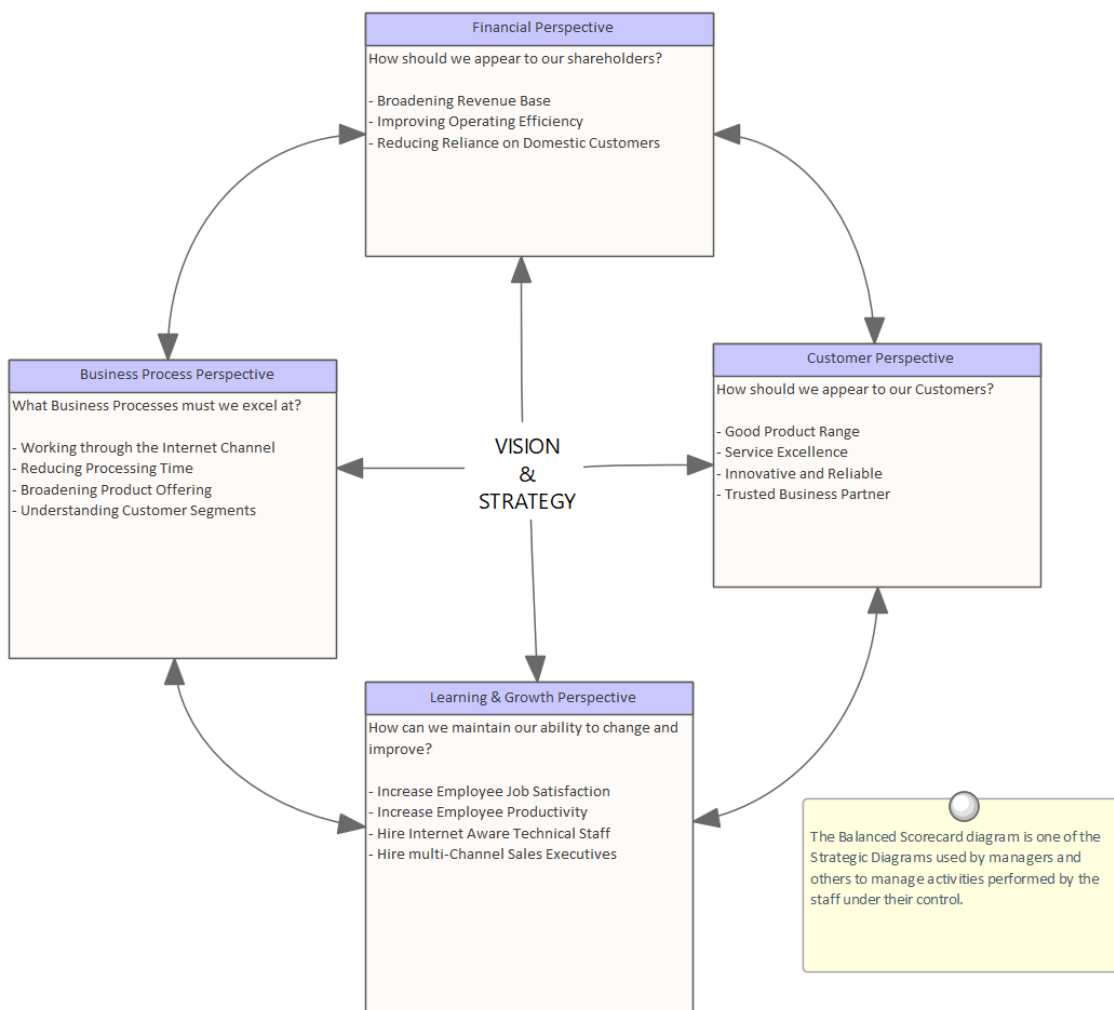 Financial Perspective
How should we appear to our shareholders?
- Broadening Revenue Base
- Improving Operating Efficiency
- Reducing Reliance on Domestic Customers
Business Process Perspective
What Business Processes must we excel at?
- Working through the Internet Channel
- Reducing Processing Time
- Broadening Product Offering
- Understanding Customer Segments
VISION
&
STRATEGY
Customer Perspective
How should we appear to our Customers?
- Good Product Range
- Service Excellence
- Innovative and Reliable
- Trusted Business Partner
Learning & Growth Perspective
How can we maintain our ability to change and
improve?
- Increase Employee Job Satisfaction
- Increase Employee Productivity
- Hire Internet Aware Technical Staff
- Hire multi-Channel Sales Executives
The Balanced Scorecard diagram is one of the
Strategic Diagrams used by managers and
others to manage activities performed by the
staff under their control.